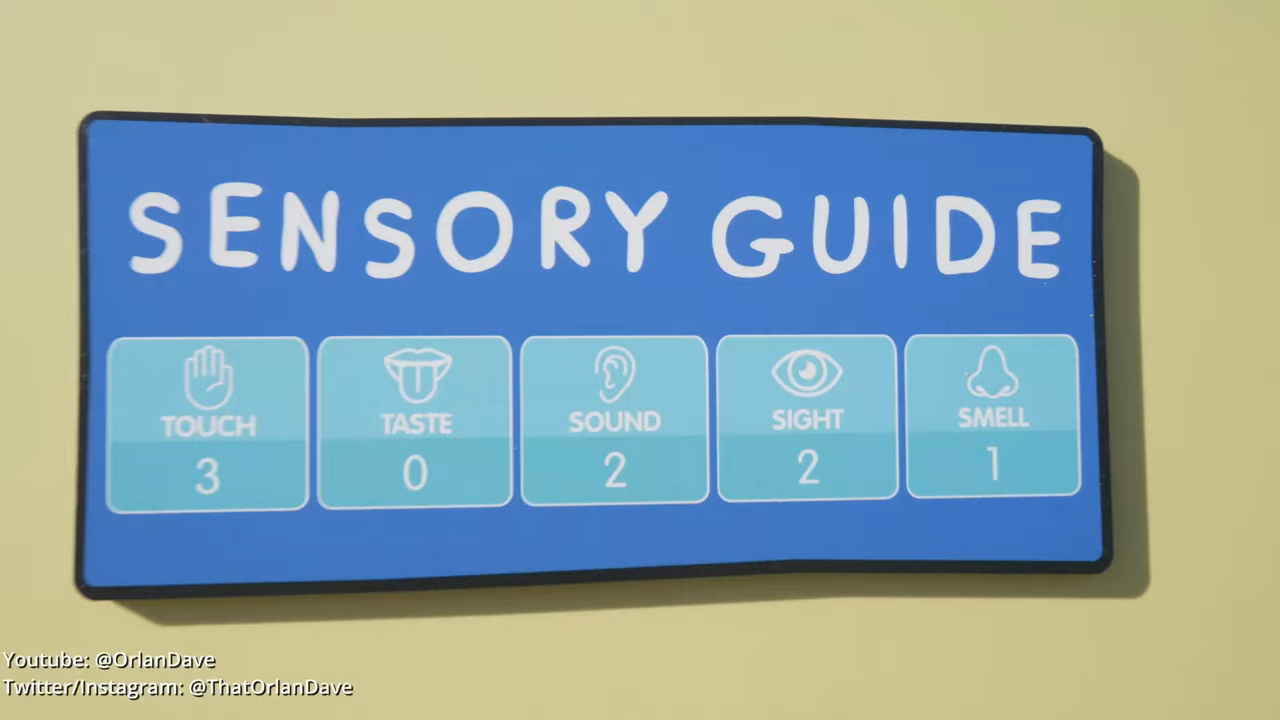 SENSORY GUIDE
TOUCH TASTE SOUND SIGHT SMELL
3 0 2 2 1
Youtube: @OrlanDave
Twitter/Instagram: @ThatOrlanDave